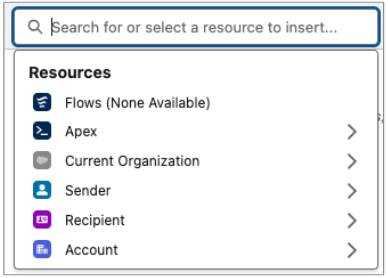 Search for or select a resource to insert...
Resources
Flows (None Available)
Apex
Current Organization
Sender
Recipient
Account